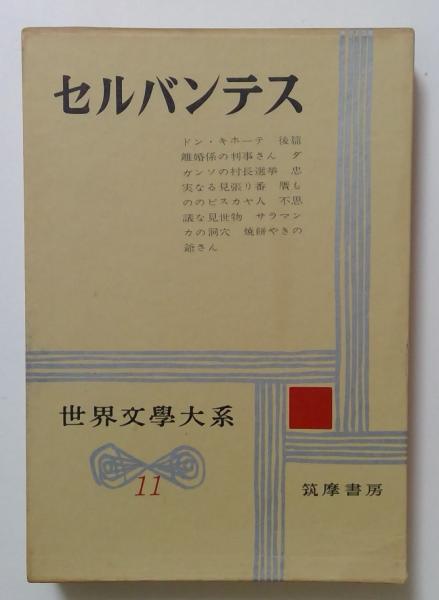 セルバンテス
ドン・キホーテ 後篇
離婚係の判事さん ダ
ガンソの村長選挙 忠
実なる見張り番 贋も
ののビスカヤ人 不思
議な見世物 サラマン
カの洞穴 焼餅やきの
爺さん
世界文學大系
11
筑摩書房